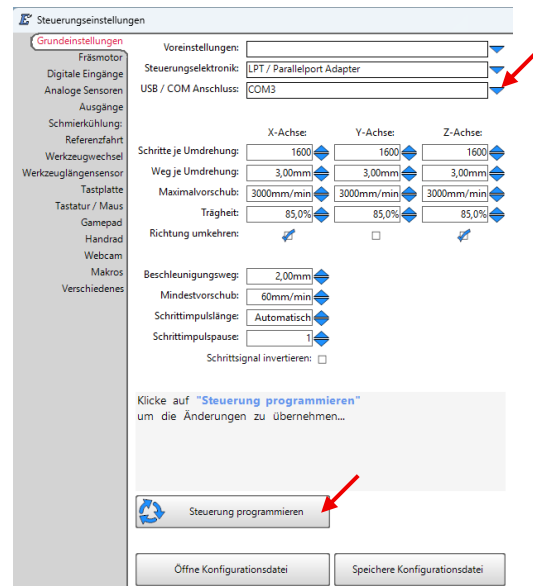 Steuerungseinstellungen
Grundeinstellungen
Fräsmotor
Digitale Eingänge
Analoge Sensoren
Ausgänge
Schmierkühlung:
Referenzfahrt
Werkzeugwechsel
Werkzeuglängensensor
Tastplatte
Tastatur / Maus
Gamepad
Handrad
Webcam
Makros
Verschiedenes
Voreinstellungen:
Steuerungselektronik: LPT / Parallelport Adapter
USB / COM Anschluss: COM3
X-Achse: Y-Achse: Z-Achse:
Schritte je Umdrehung: 1600 1600 1600
Weg je Umdrehung: 3,00mm 3,00mm 3,00mm
Maximalvorschub: 3000mm/min 3000mm/min 3000mm/min
Trägheit: 85,0% 85,0% 85,0%
Richtung umkehren:
Beschleunigungsweg: 2,00mm
Mindestvorschub: 60mm/min
Schrittimpulslänge: Automatisch
Schrittimpulspause: 1
Schrittsignal invertieren:
Klicke auf "Steuerung programmieren"
um die Änderungen zu übernehmen...
Steuerung programmieren
Öffne Konfigurationsdatei Speichere Konfigurationsdatei